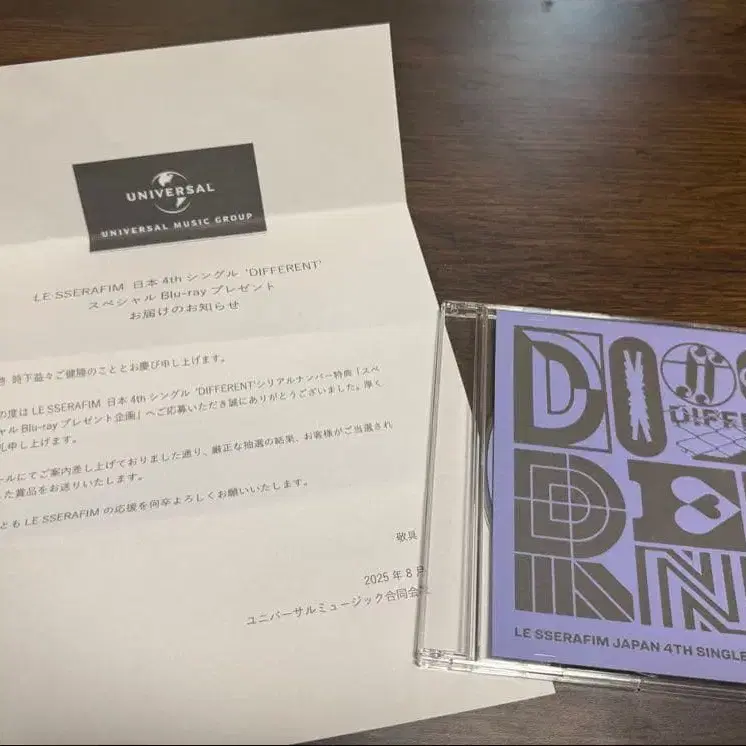 UNIVERSAL
UNIVERSAL MUSIC GROUP
LE SSERAFIM 日本 4th シングル 'DIFFERENT'
スペシャル Blu-ray プレゼント
お届けのお知らせ
時下益々ご健勝のこととお慶び申し上げます。
の度は LE SSERAFIM 日本 4th シングル 'DIFFERENT'シリアルナンバー特典「スペ
ャル Blu-ray プレゼント企画」へご応募いただき誠にありがとうございました。厚く
礼申し上げます。
ールにてご案内差し上げておりました通り、厳正な抽選の結果、お客様がご当選され
た賞品をお送りいたします。
とも LE SSERAFIM の応援を何卒よろしくお願いいたします。
敬具
2025 年 8 月
ユニバーサルミュージック合同会
DI
DIFFE
DE
EN
LE SSERAFIM JAPAN 4TH SINGLE